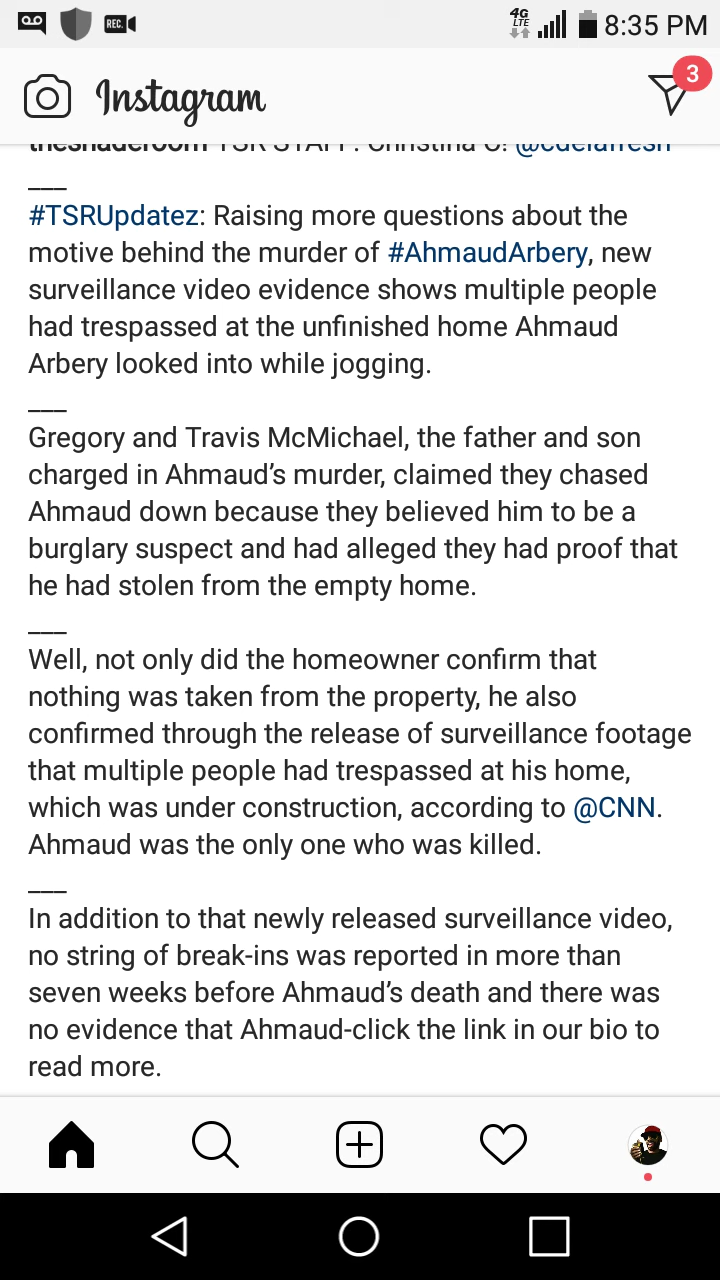 REC.
4G
LTE
8:35 PM
Instagram
3
theshaderoom TSR STAFF: Christina C! @cdelafresh
___
#TSRUpdatez: Raising more questions about the
motive behind the murder of #AhmaudArbery, new
surveillance video evidence shows multiple people
had trespassed at the unfinished home Ahmaud
Arbery looked into while jogging.
___
Gregory and Travis McMichael, the father and son
charged in Ahmaud’s murder, claimed they chased
Ahmaud down because they believed him to be a
burglary suspect and had alleged they had proof that
he had stolen from the empty home.
___
Well, not only did the homeowner confirm that
nothing was taken from the property, he also
confirmed through the release of surveillance footage
that multiple people had trespassed at his home,
which was under construction, according to @CNN.
Ahmaud was the only one who was killed.
___
In addition to that newly released surveillance video,
no string of break-ins was reported in more than
seven weeks before Ahmaud’s death and there was
no evidence that Ahmaud-click the link in our bio to
read more.